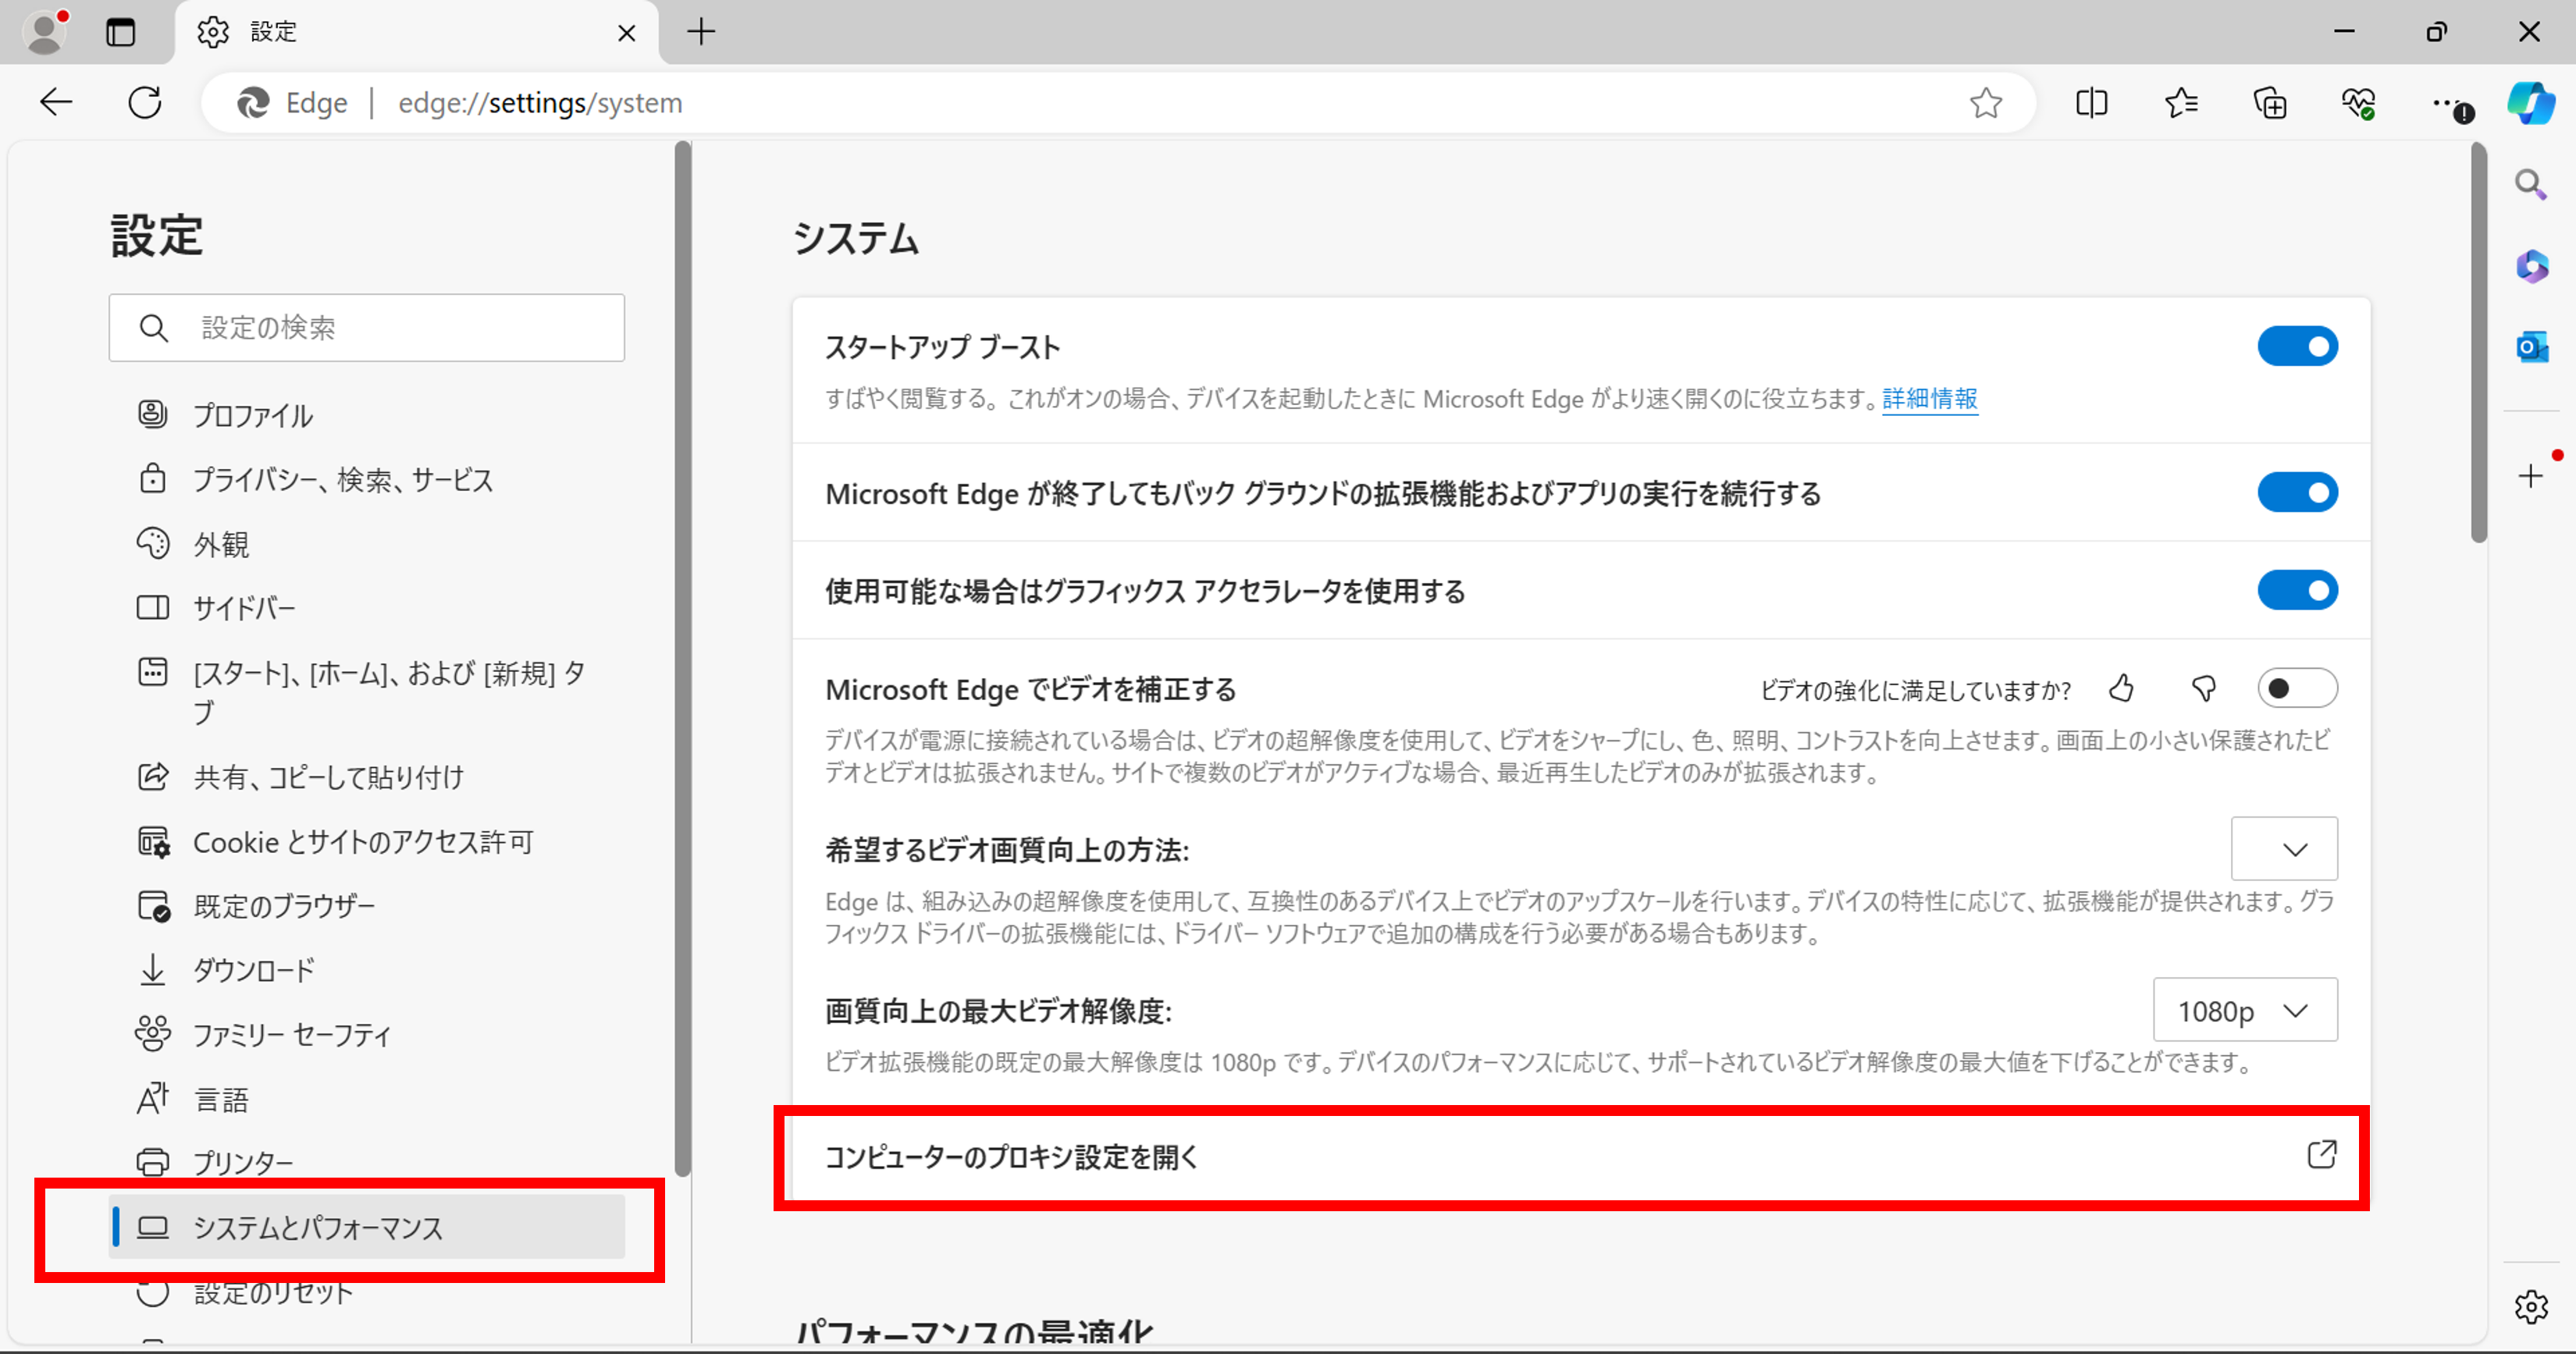 設定
Edge
edge://settings/system
設定
設定の検索
プロファイル
プライバシー、検索、サービス
外観
サイドバー
[スタート]、[ホーム]、および [新規] タ
ブ
共有、コピーして貼り付け
Cookie とサイトのアクセス許可
既定のブラウザー
ダウンロード
ファミリー セーフティ
言語
プリンター
システムとパフォーマンス
設定のリセット
システム
スタートアップ ブースト
すばやく閲覧する。これがオンの場合、デバイスを起動したときに Microsoft Edge がより速く開くのに役立ちます。詳細情報
Microsoft Edge が終了してもバック グラウンドの拡張機能およびアプリの実行を続行する
使用可能な場合はグラフィックス アクセラレータを使用する
Microsoft Edge でビデオを補正する
ビデオの強化に満足していますか?
デバイスが電源に接続されている場合は、ビデオの超解像度を使用して、ビデオをシャープにし、色、照明、コントラストを向上させます。画面上の小さい保護されたビ
デオとビデオは拡張されません。サイトで複数のビデオがアクティブな場合、最近再生したビデオのみが拡張されます。
希望するビデオ画質向上の方法:
Edge は、組み込みの超解像度を使用して、互換性のあるデバイス上でビデオのアップスケールを行います。デバイスの特性に応じて、拡張機能が提供されます。グラ
フィックス ドライバーの拡張機能には、ドライバー ソフトウェアで追加の構成を行う必要がある場合もあります。
画質向上の最大ビデオ解像度:
1080p
ビデオ拡張機能の既定の最大解像度は 1080p です。デバイスのパフォーマンスに応じて、サポートされているビデオ解像度の最大値を下げることができます。
コンピューターのプロキシ設定を開く
パフォーマンスの最適化